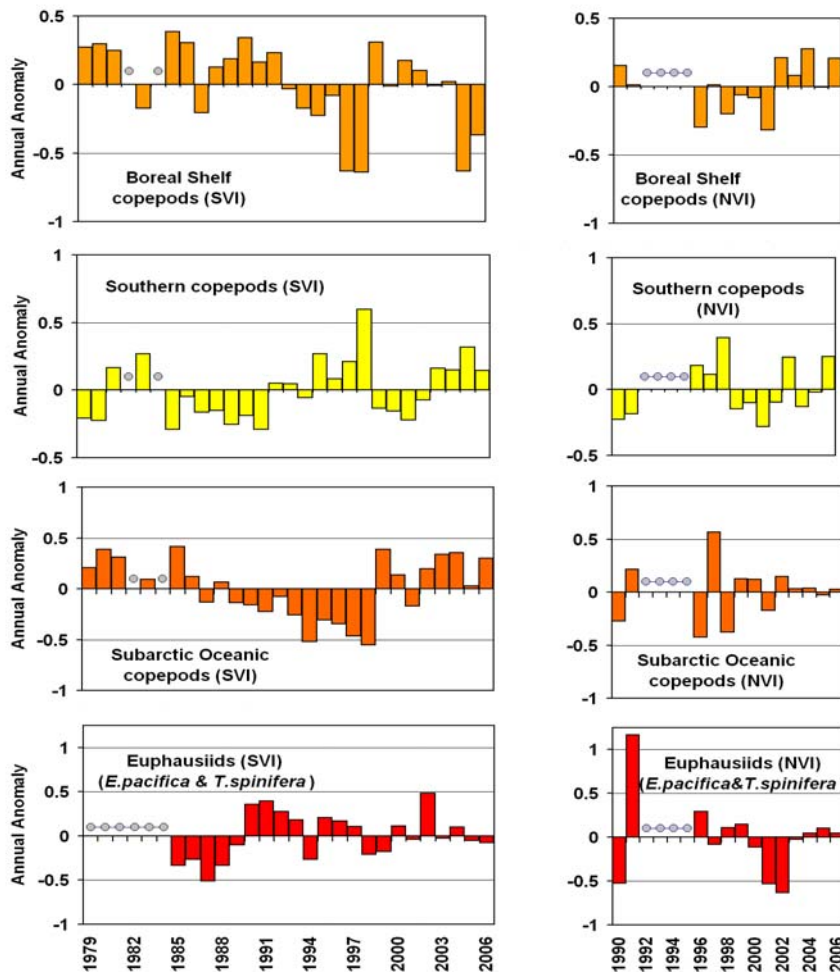 0.5
0
-0.5
-1
Annual Anomaly
Boreal Shelf
copepods (SVI)
0.5
0
-0.5
-1
Boreal Shelf
copepods (NVI)
1
0.5
0
-0.5
Annual Anomaly
Southern copepods (SVI)
1
0.5
0
-0.5
Southern copepods
(NVI)
1
0.5
0
-0.5
-1
Annual Anomaly
Subarctic Oceanic
copepods (SVI)
1
0.5
0
-0.5
-1
Subarctic Oceanic
copepods (NVI)
1
0.5
0
-0.5
-1
Annual Anomaly
Euphausiids (SVI)
(E.pacifica & T.spinifera)
1979
1982
1985
1988
1991
1994
1997
2000
2003
2006
1
0.5
0
-0.5
-1
Euphausiids (NVI)
(E.pacifica&T.spinifera
1990
1992
1994
1996
1998
2000
2002
2004
2006